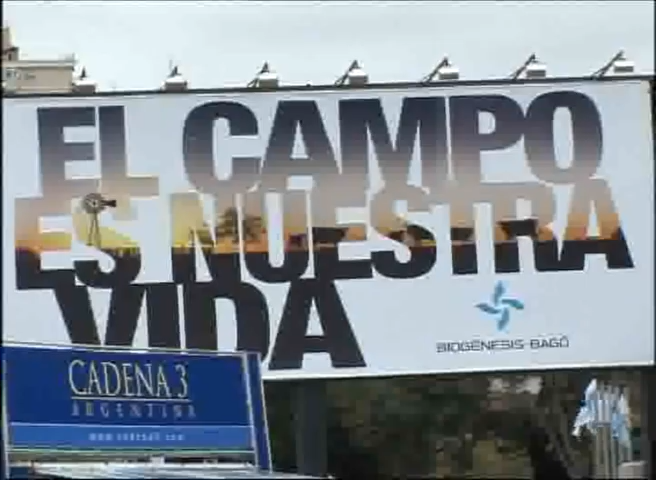 EL CAMPO
ES NUESTRA
VIDA
BIOGÉNESIS-BAGÓ
CADENA 3
ARGENTINA